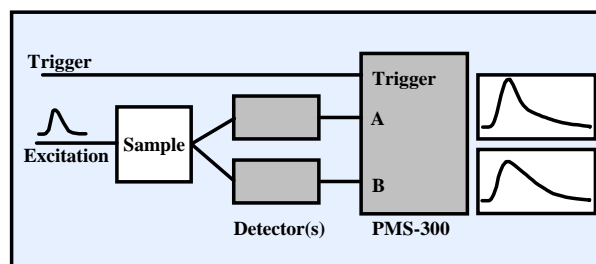 Trigger
Trigger
A
Excitation
Sample
B
Detector(s)
PMS-300